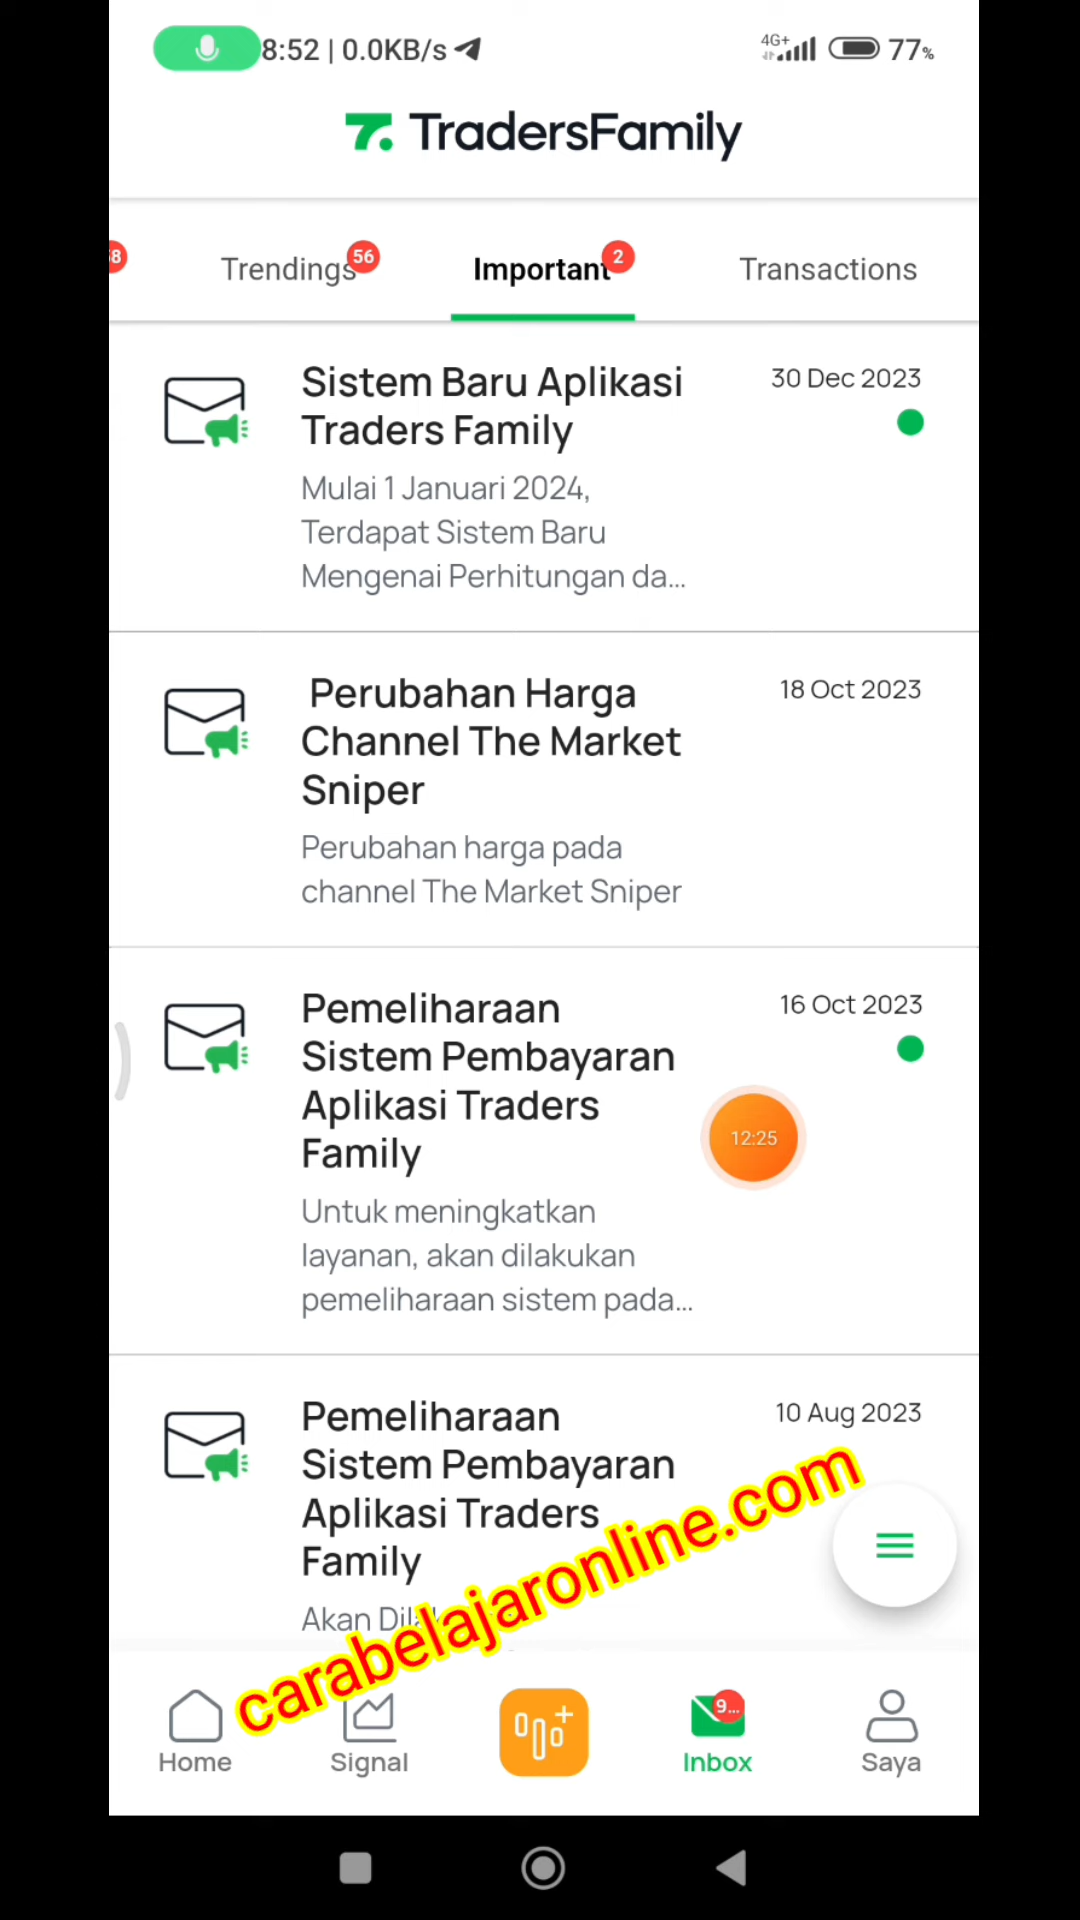 8:52 | 0.0KB/s
4G+
77%
TradersFamily
Trendings 56
Important 2
Transactions
Sistem Baru Aplikasi
Traders Family
30 Dec 2023
Mulai 1 Januari 2024,
Terdapat Sistem Baru
Mengenai Perhitungan da...
Perubahan Harga
Channel The Market
Sniper
18 Oct 2023
Perubahan harga pada
channel The Market Sniper
Pemeliharaan
Sistem Pembayaran
Aplikasi Traders
Family
16 Oct 2023
12:25
Untuk meningkatkan
layanan, akan dilakukan
pemeliharaan sistem pada...
Pemeliharaan
Sistem Pembayaran
Aplikasi Traders
Family
10 Aug 2023
Akan
carabelajaronline.com
9...
Home
Signal
Inbox
Saya